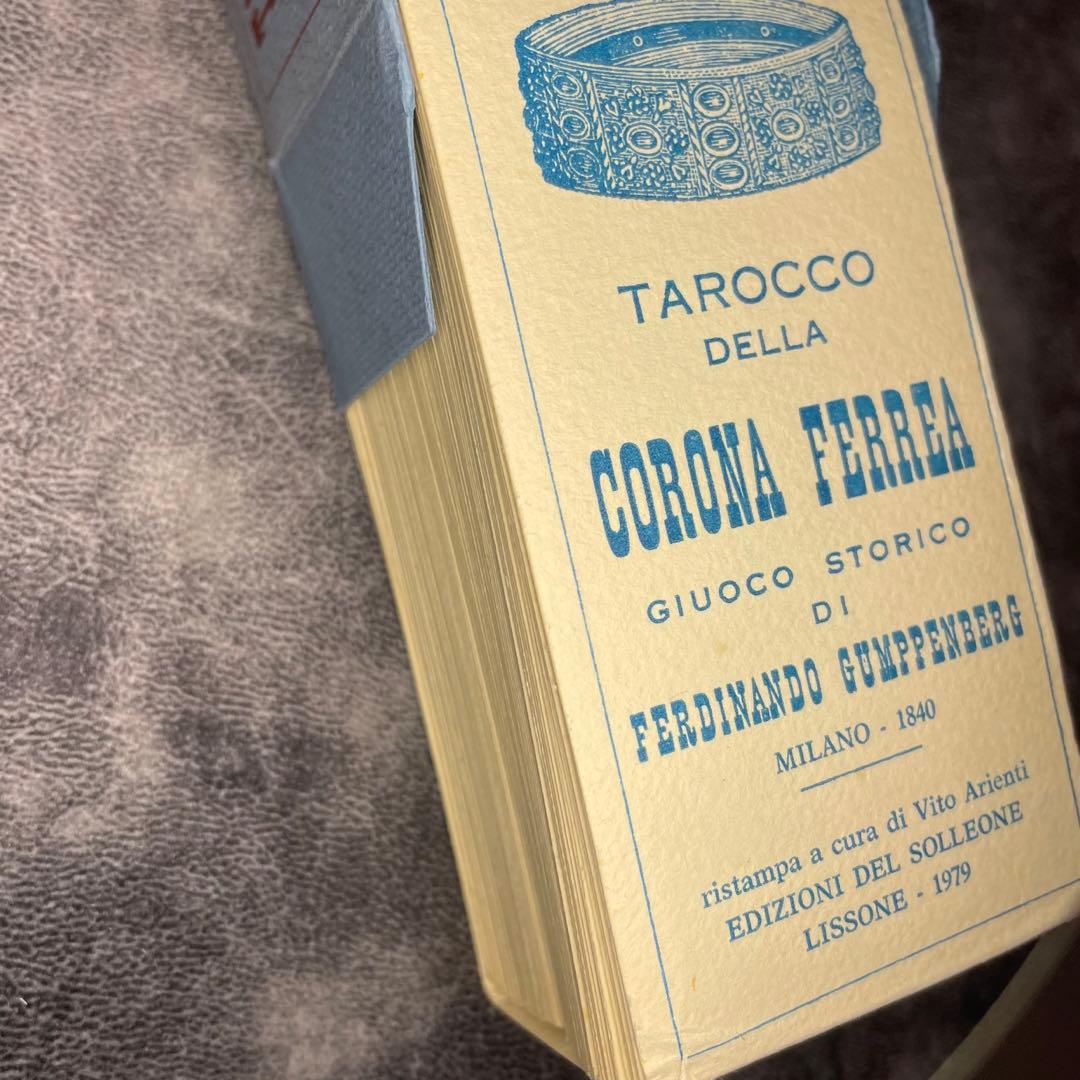 TAROCCO
DELLA
CORONA FERREA
GIUOCO STORICO
DI
FERDINANDO GUMPPENBERG
MILANO - 1840
ristampa a cura di Vito Arienti
EDIZIONI DEL SOLLEONE
LISSONE - 1979